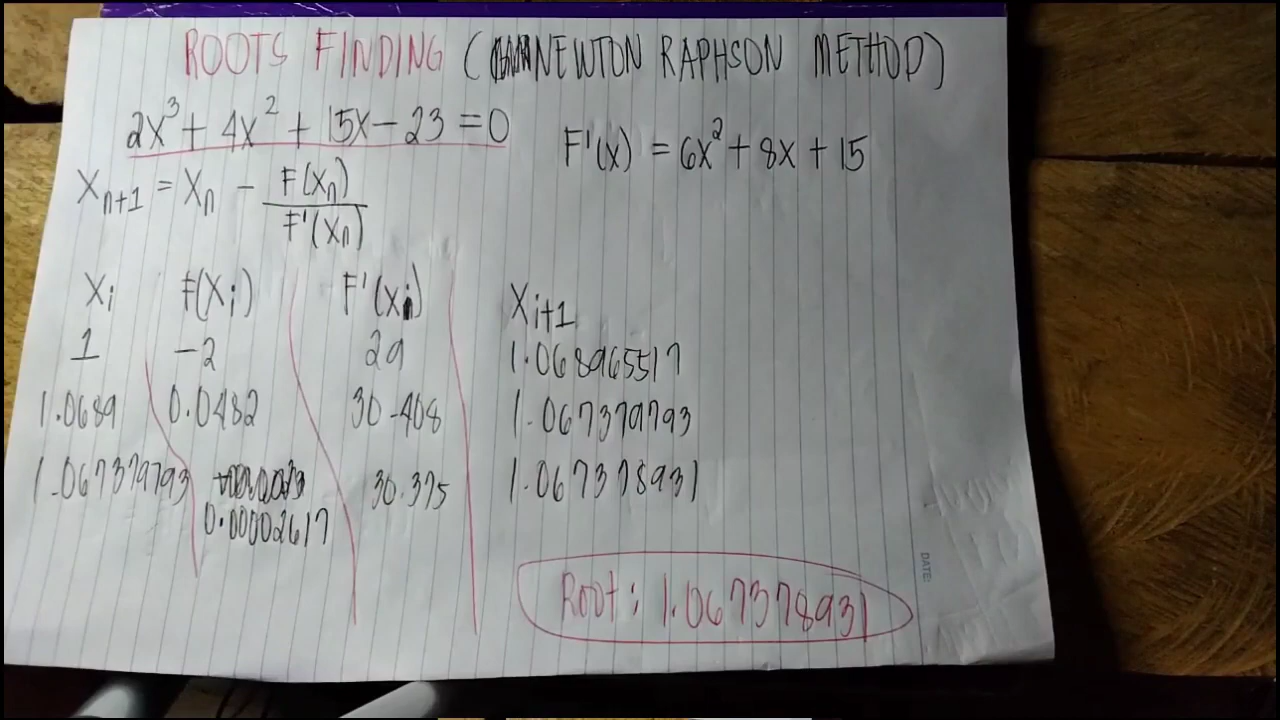 ROOTS FINDING (NEWTON RAPHSON METHOD)
2x³ + 4x² + 15x - 23 = 0
F'(x) = 6x² + 8x + 15
Xn+1 = Xn - F(Xn) / F'(Xn)
Xi f(Xi) F'(Xi) Xi+1
1 -2 29 1.068965517
1.0689 0.0482 30.408 1.067379793
1.067379793 30.375 1.067378931
0.00002617
Root: 1.067378931
DATE: